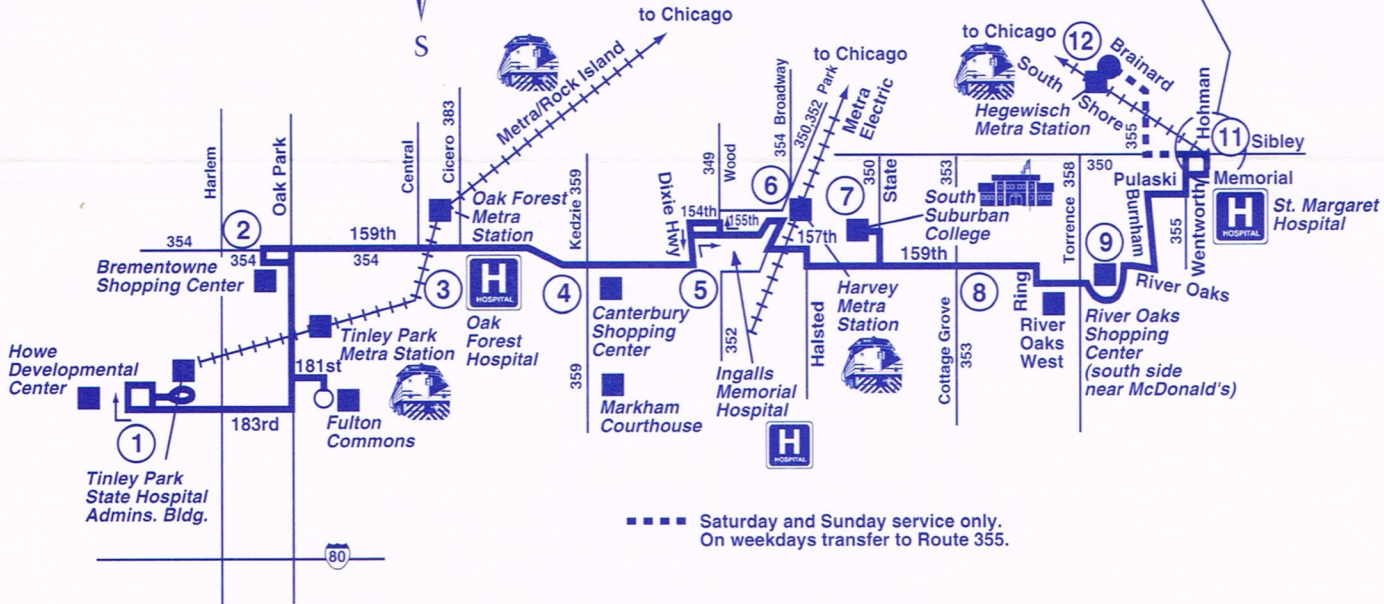 S
to Chicago
Metra/Rock Island
to Chicago
354 Broadway
350,352 Park
Metra
Electric
to Chicago
12
Brainard
South
Shore
Hegewisch
Metra Station
355
Hohman
11
Sibley
Harlem
Oak Park
Central
Cicero 383
Kedzie 359
Dixie Hwy
349
Wood
6
7
350
State
353
South
Suburban
College
358
Torrence
350
Pulaski
Memorial
Burnham
355
Wentworth
H
HOSPITAL
St. Margaret
Hospital
354
2
354
159th
354
Oak Forest
Metra
Station
154th
155th
157th
159th
Brementowne
Shopping Center
3
H
HOSPITAL
Oak
Forest
Hospital
4
Canterbury
Shopping
Center
5
352
Ingalls
Memorial
Hospital
H
HOSPITAL
Halsted
Harvey
Metra
Station
Cottage Grove
353
8
Ring
River
Oaks
West
9
River Oaks
River Oaks
Shopping
Center
(south side
near McDonald's)
359
Markham
Courthouse
Tinley Park
Metra Station
Howe
Developmental
Center
181st
Fulton
Commons
183rd
1
Tinley Park
State Hospital
Admins. Bldg.
80
Saturday and Sunday service only.
On weekdays transfer to Route 355.